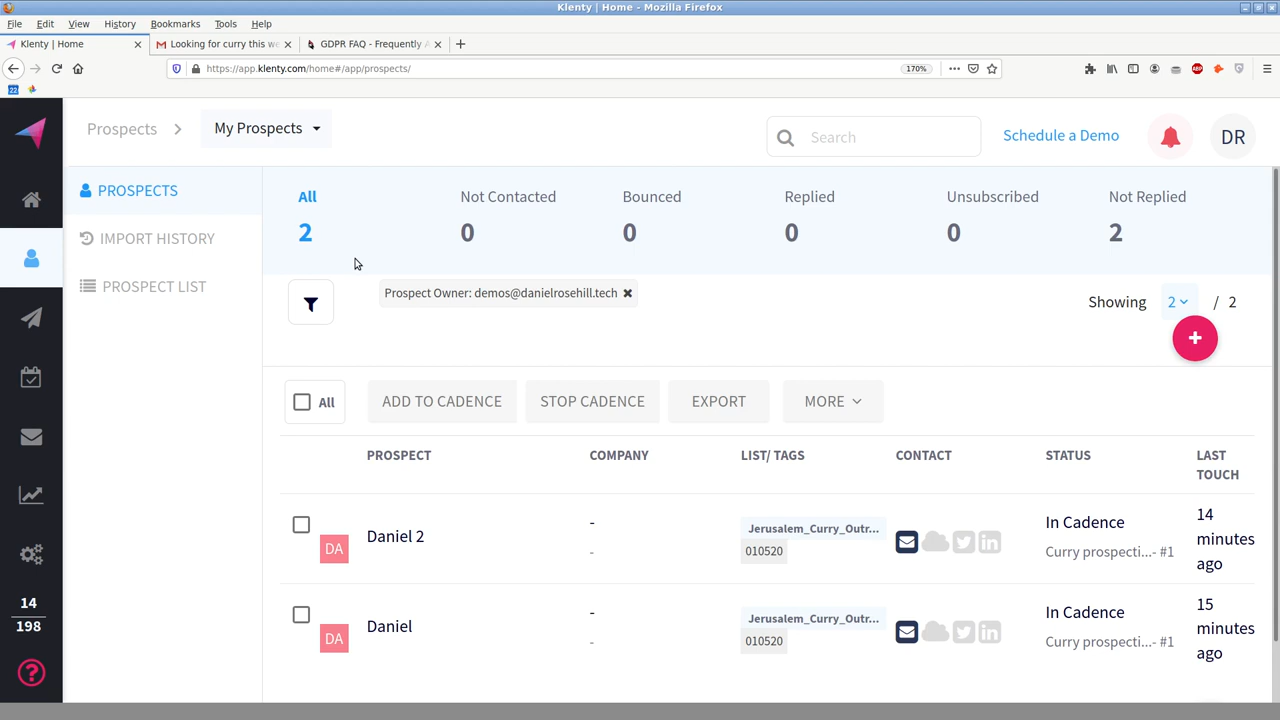 Klenty | Home - Mozilla Firefox
File Edit View History Bookmarks Tools Help
Klenty | Home
Looking for curry this we
GDPR FAQ - Frequently A
https://app.klenty.com/home#/app/prospects/
170%
22
Prospects
My Prospects
Search
Schedule a Demo
DR
PROSPECTS
IMPORT HISTORY
PROSPECT LIST
All Not Contacted Bounced Replied Unsubscribed Not Replied
2 0 0 0 0 2
Prospect Owner: demos@danielrosehill.tech
Showing 2 / 2
+
All ADD TO CADENCE STOP CADENCE EXPORT MORE
PROSPECT COMPANY LIST/ TAGS CONTACT STATUS LAST TOUCH
DA Daniel 2 - Jerusalem_Curry_Outr... In Cadence 14 minutes ago
- 010520 Curry prospecti...- #1
DA Daniel - Jerusalem_Curry_Outr... In Cadence 15 minutes ago
- 010520 Curry prospecti...- #1
14
198
?